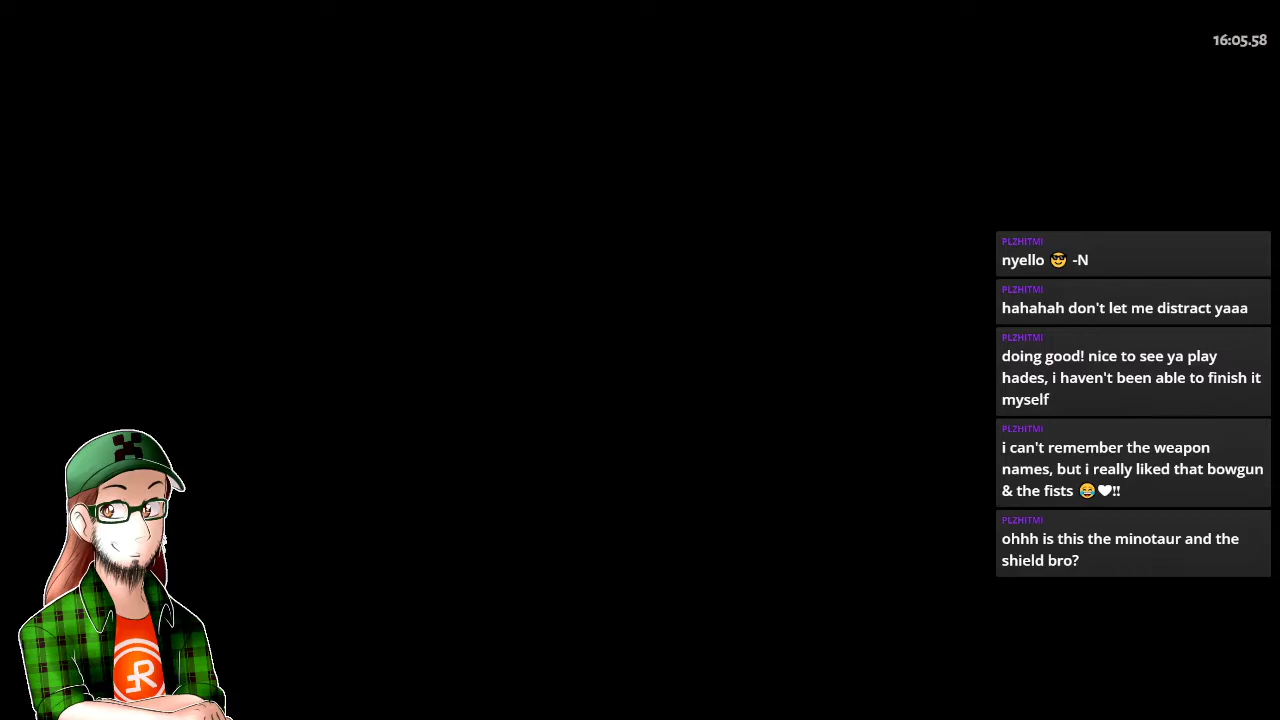 16:05.58
PLZHITMI
nyello 😎 -N
PLZHITMI
hahahah don't let me distract yaaa
PLZHITMI
doing good! nice to see ya play
hades, i haven't been able to finish it
myself
PLZHITMI
i can't remember the weapon
names, but i really liked that bowgun
& the fists 😂🤍!!
PLZHITMI
ohhh is this the minotaur and the
shield bro?